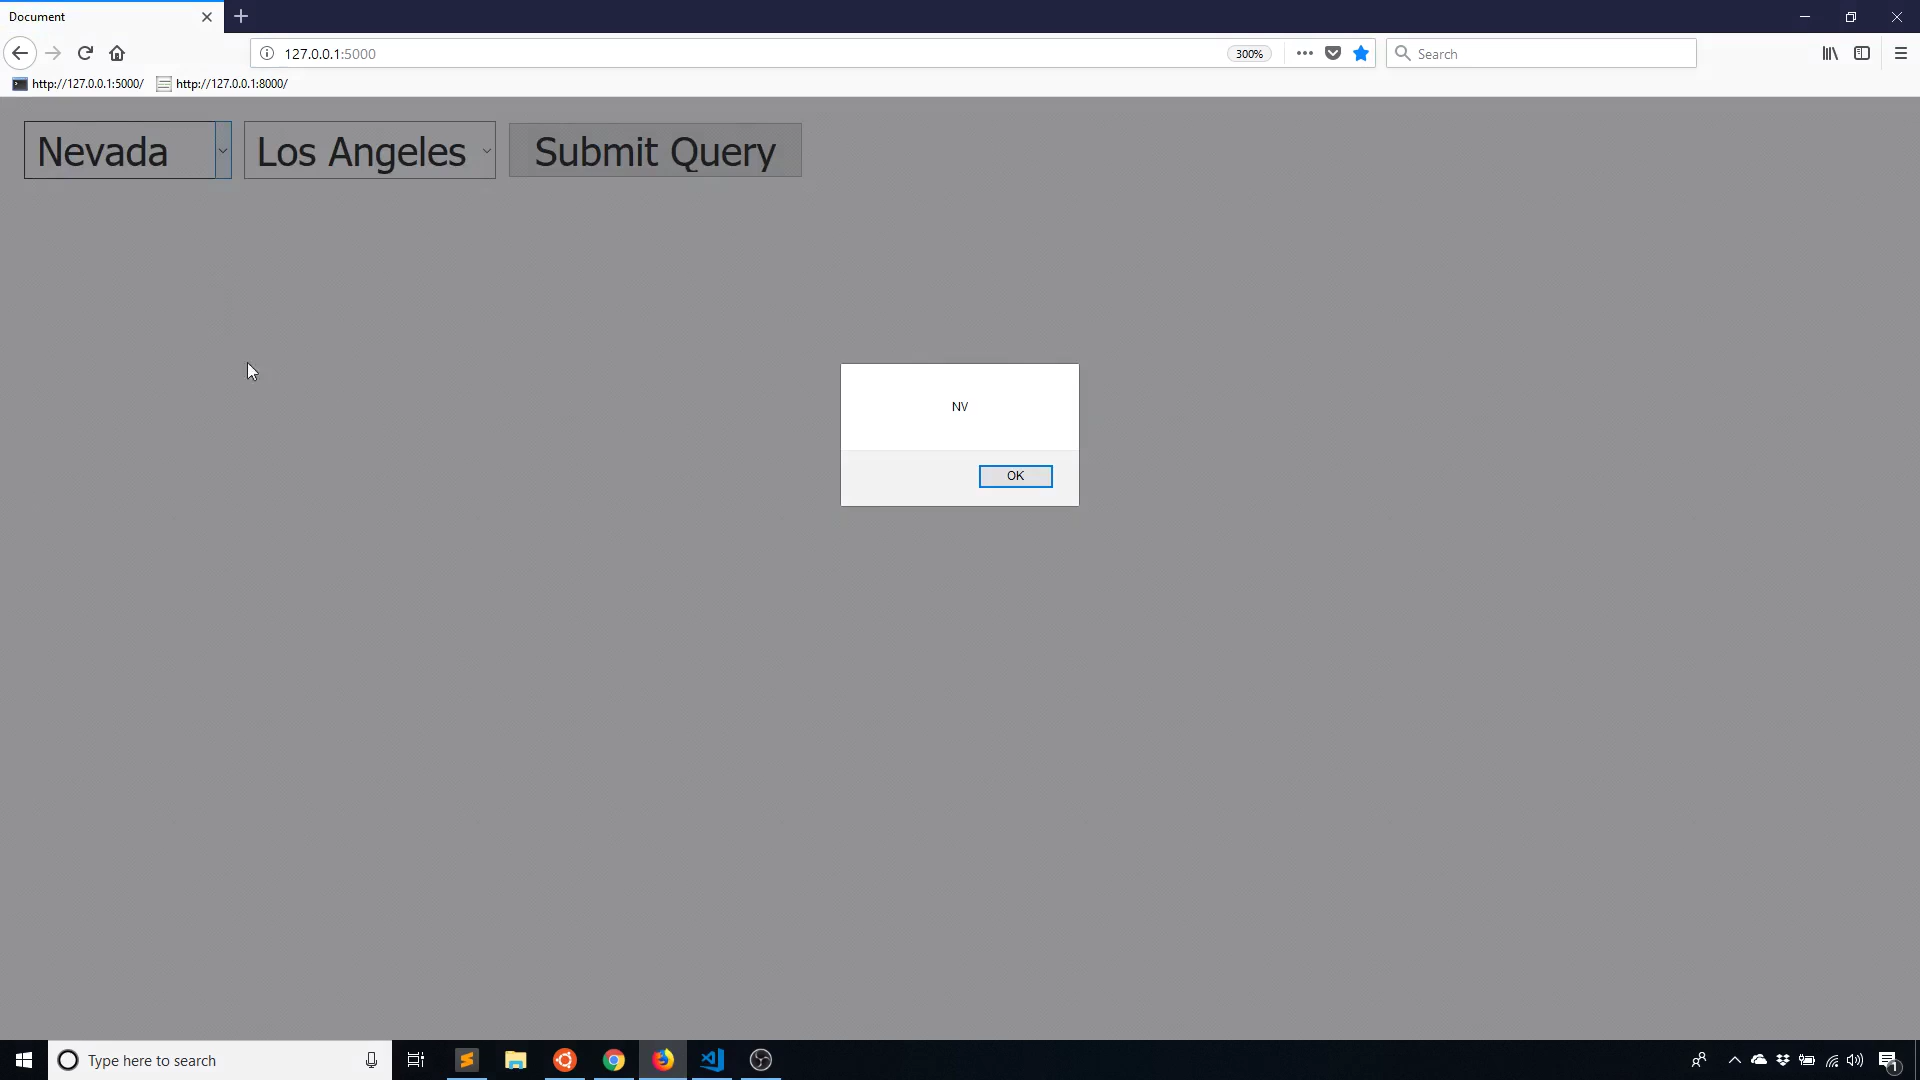 Document
127.0.0.1:5000
300%
Search
http://127.0.0.1:5000/
http://127.0.0.1:8000/
Nevada
Los Angeles
Submit Query
NV
OK
Type here to search
1